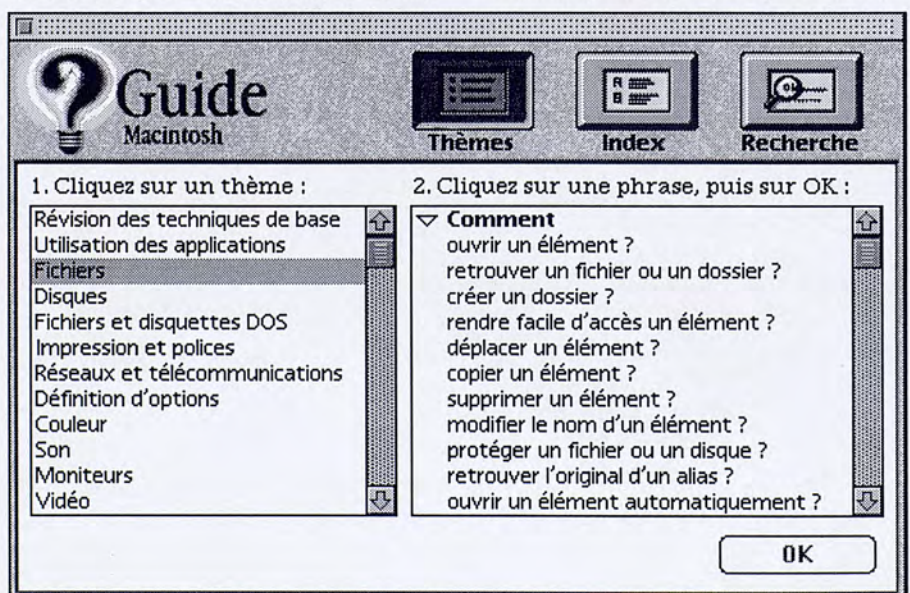 Guide
Macintosh
Thèmes
Index
Recherche
1. Cliquez sur un thème :
Révision des techniques de base
Utilisation des applications
Fichiers
Disques
Fichiers et disquettes DOS
Impression et polices
Réseaux et télécommunications
Définition d'options
Couleur
Son
Moniteurs
Vidéo
2. Cliquez sur une phrase, puis sur OK :
Comment
ouvrir un élément ?
retrouver un fichier ou un dossier ?
créer un dossier ?
rendre facile d'accès un élément ?
déplacer un élément ?
copier un élément ?
supprimer un élément ?
modifier le nom d'un élément ?
protéger un fichier ou un disque ?
retrouver l'original d'un alias ?
ouvrir un élément automatiquement ?
OK